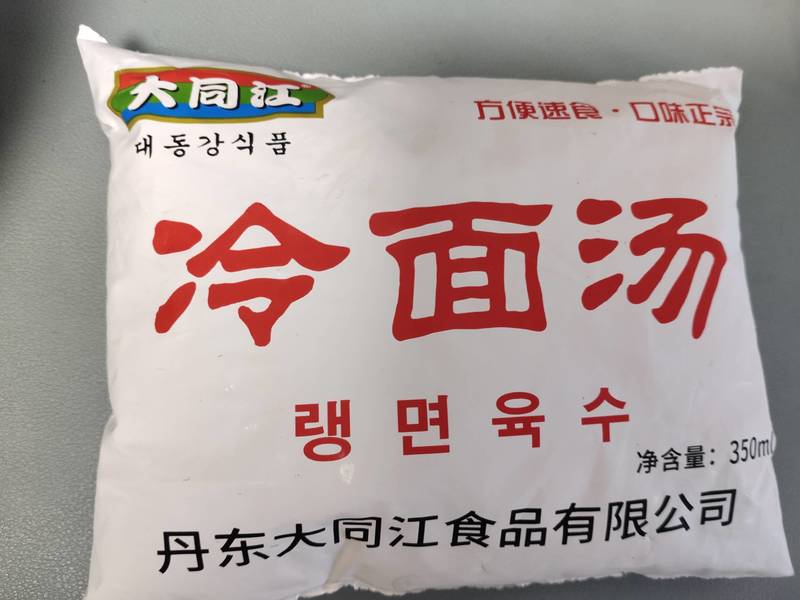 大同江
대동강식품
方便速食·口味正宗
冷面汤
랭면육수
净含量：350ml
丹东大同江食品有限公司